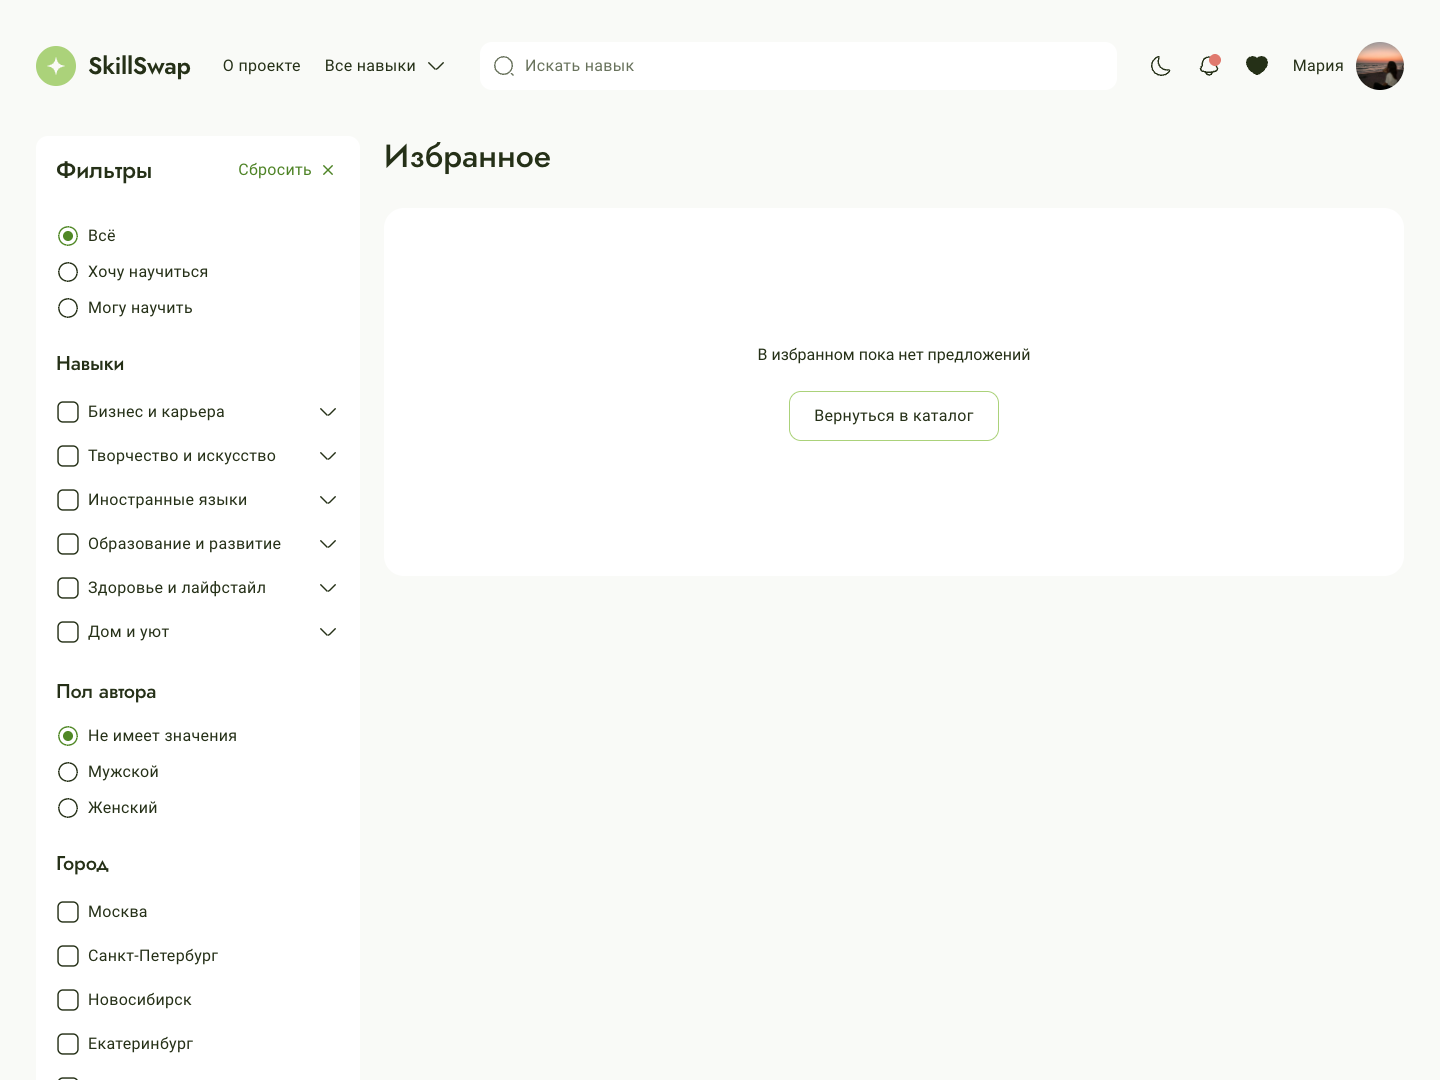 SkillSwap
О проекте
Все навыки
Искать навык
Мария
Фильтры
Сбросить
Всё
Хочу научиться
Могу научить
Навыки
Бизнес и карьера
Творчество и искусство
Иностранные языки
Образование и развитие
Здоровье и лайфстайл
Дом и уют
Пол автора
Не имеет значения
Мужской
Женский
Город
Москва
Санкт-Петербург
Новосибирск
Екатеринбург
Избранное
В избранном пока нет предложений
Вернуться в каталог